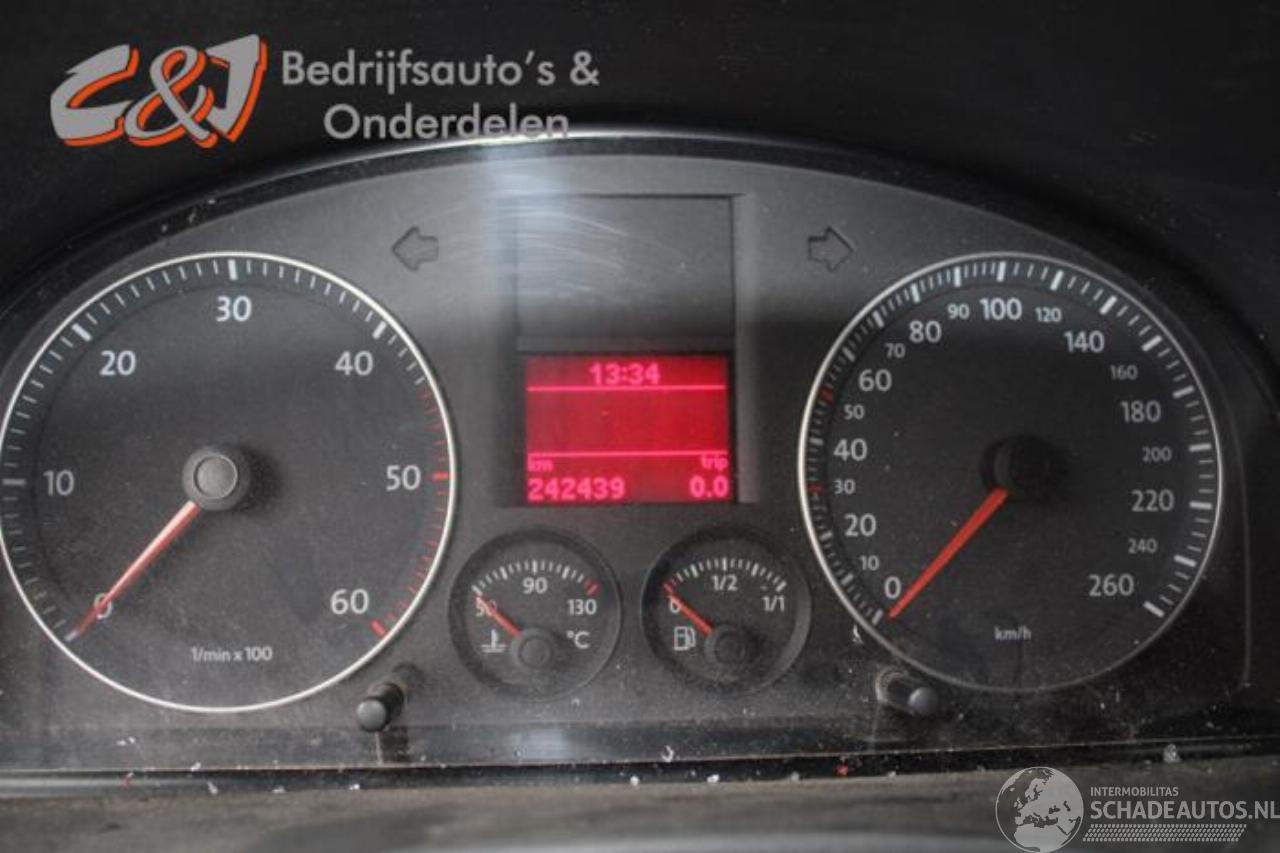 C&J Bedrijfsauto's &
Onderdelen
30
20
40
10
50
0
60
1/min x 100
13:34
km trip
242439 0.0
50 90 130
°C
0 1/2 1/1
90 100 120
80 140
70 160
60 180
50
40 200
30 220
20 240
10
0 260
km/h
INTERMOBILITAS
SCHADEAUTOS.NL